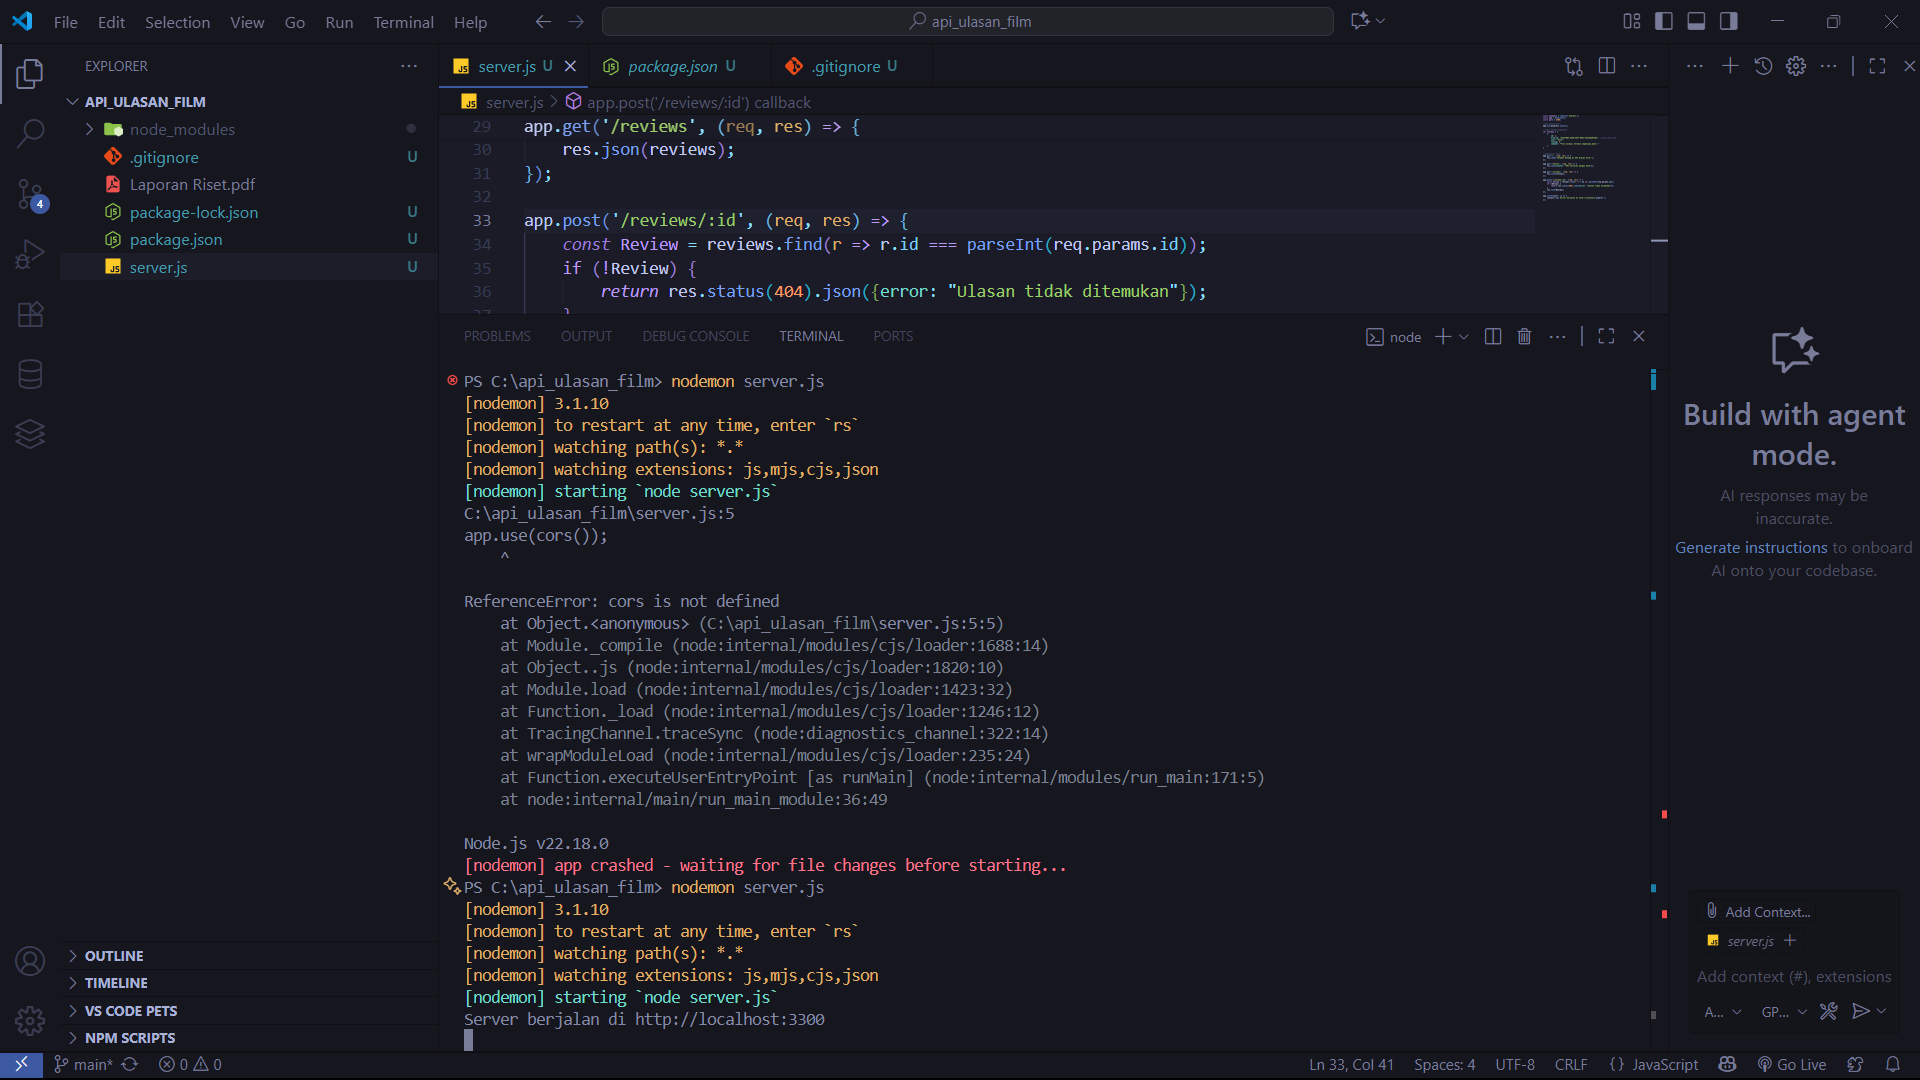 File Edit Selection View Go Run Terminal Help
api_ulasan_film
EXPLORER
API_ULASAN_FILM
node_modules
.gitignore U
Laporan Riset.pdf
package-lock.json U
package.json U
server.js U
OUTLINE
TIMELINE
VS CODE PETS
NPM SCRIPTS
4
server.js U
package.json U
.gitignore U
server.js > app.post('/reviews/:id') callback
29 app.get('/reviews', (req, res) => {
30 res.json(reviews);
31 });
32
33 app.post('/reviews/:id', (req, res) => {
34 const Review = reviews.find(r => r.id === parseInt(req.params.id));
35 if (!Review) {
36 return res.status(404).json({error: "Ulasan tidak ditemukan"});
37 }
PROBLEMS OUTPUT DEBUG CONSOLE TERMINAL PORTS
node
PS C:\api_ulasan_film> nodemon server.js
[nodemon] 3.1.10
[nodemon] to restart at any time, enter `rs`
[nodemon] watching path(s): *.*
[nodemon] watching extensions: js,mjs,cjs,json
[nodemon] starting `node server.js`
C:\api_ulasan_film\server.js:5
app.use(cors());
^
ReferenceError: cors is not defined
at Object.<anonymous> (C:\api_ulasan_film\server.js:5:5)
at Module._compile (node:internal/modules/cjs/loader:1688:14)
at Object..js (node:internal/modules/cjs/loader:1820:10)
at Module.load (node:internal/modules/cjs/loader:1423:32)
at Function._load (node:internal/modules/cjs/loader:1246:12)
at TracingChannel.traceSync (node:diagnostics_channel:322:14)
at wrapModuleLoad (node:internal/modules/cjs/loader:235:24)
at Function.executeUserEntryPoint [as runMain] (node:internal/modules/run_main:171:5)
at node:internal/main/run_main_module:36:49
Node.js v22.18.0
[nodemon] app crashed - waiting for file changes before starting...
PS C:\api_ulasan_film> nodemon server.js
[nodemon] 3.1.10
[nodemon] to restart at any time, enter `rs`
[nodemon] watching path(s): *.*
[nodemon] watching extensions: js,mjs,cjs,json
[nodemon] starting `node server.js`
Server berjalan di http://localhost:3300
Build with agent
mode.
AI responses may be
inaccurate.
Generate instructions to onboard
AI onto your codebase.
Add Context...
server.js
Add context (#), extensions
A... GP...
main* 0 0
Ln 33, Col 41 Spaces: 4 UTF-8 CRLF {} JavaScript Go Live